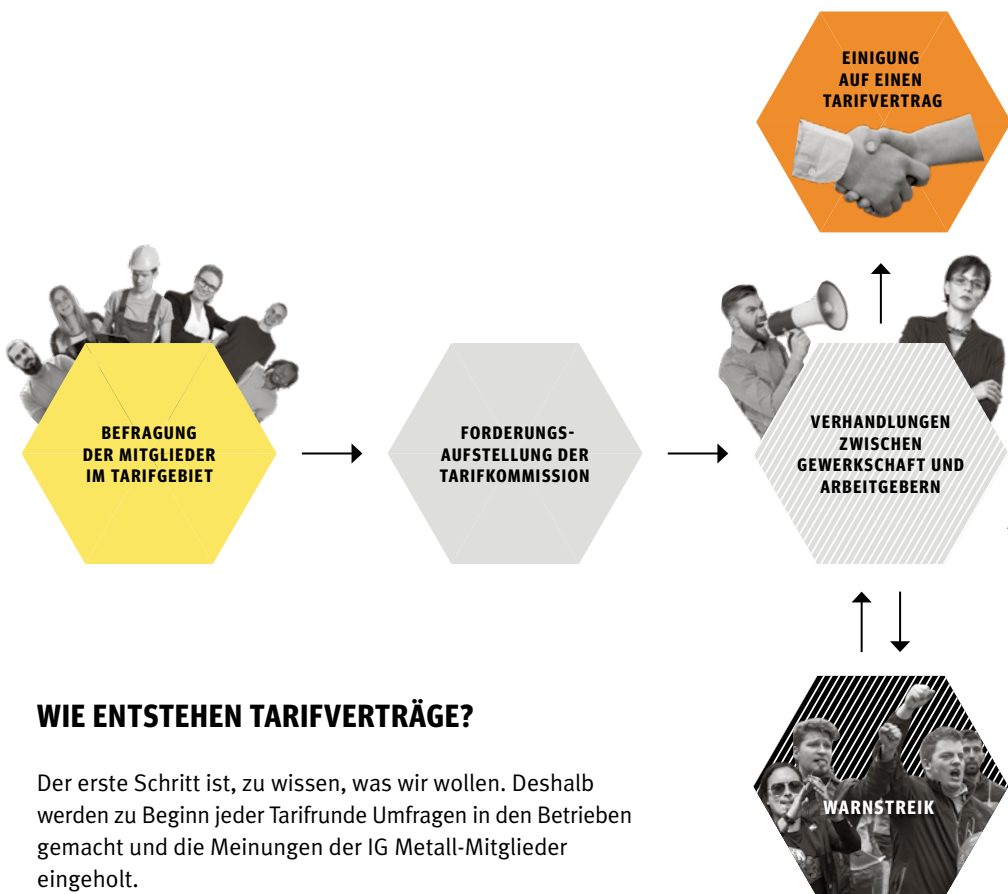 EINIGUNG
AUF EINEN
TARIFVERTRAG
BEFRAGUNG
DER MITGLIEDER
IM TARIFGEBIET
FORDERUNGS-
AUFSTELLUNG DER
TARIFKOMMISSION
VERHANDLUNGEN
ZWISCHEN
GEWERKSCHAFT UND
ARBEITGEBERN
WARNSTREIK
WIE ENTSTEHEN TARIFVERTRÄGE?
Der erste Schritt ist, zu wissen, was wir wollen. Deshalb
werden zu Beginn jeder Tarifrunde Umfragen in den Betrieben
gemacht und die Meinungen der IG Metall-Mitglieder
eingeholt.